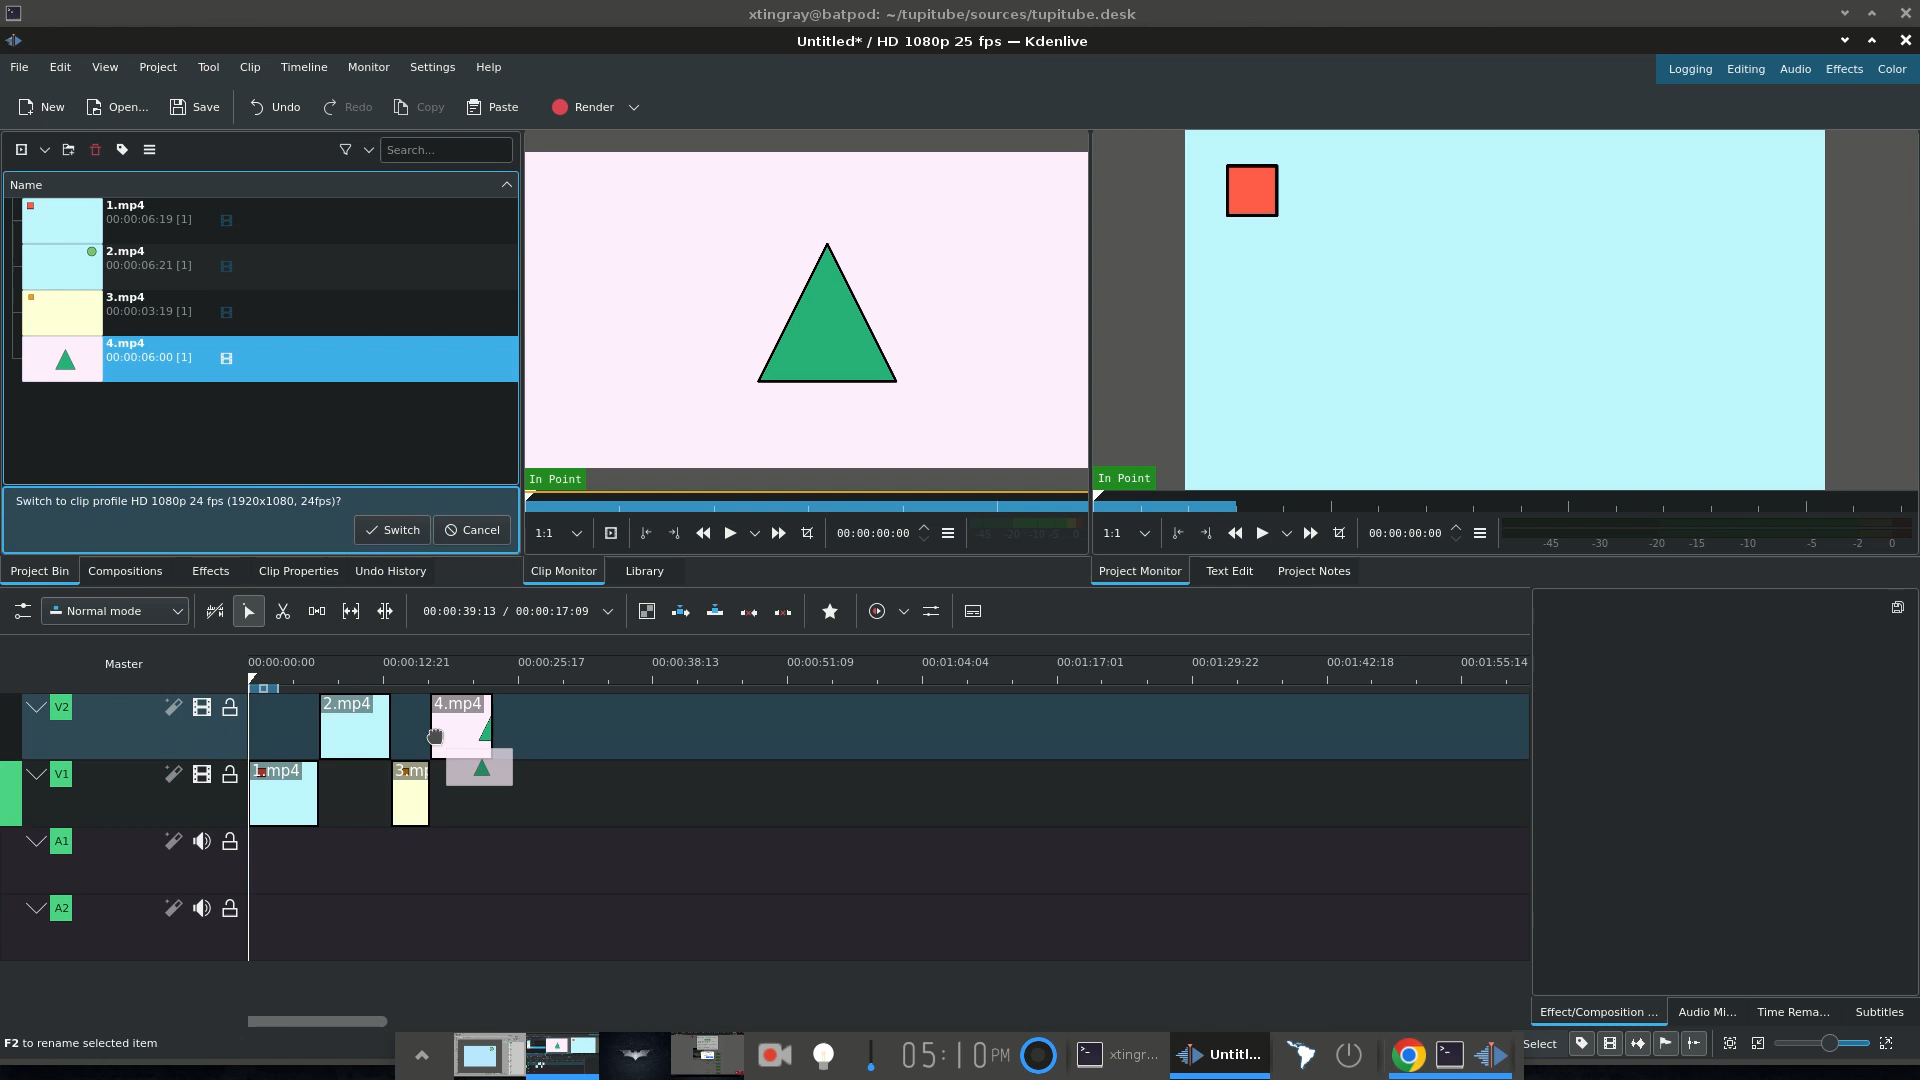 xtingray@batpod: ~/tupitube/sources/tupitube.desk
Untitled* / HD 1080p 25 fps — Kdenlive
File Edit View Project Tool Clip Timeline Monitor Settings Help
Logging Editing Audio Effects Color
New Open... Save Undo Redo Copy Paste Render
Search...
Name
1.mp4
00:00:06:19 [1]
2.mp4
00:00:06:21 [1]
3.mp4
00:00:03:19 [1]
4.mp4
00:00:06:00 [1]
In Point
In Point
Switch to clip profile HD 1080p 24 fps (1920x1080, 24fps)?
Switch Cancel
1:1 00:00:00:00 -45 -20 -10 -5 0
1:1 00:00:00:00
-45 -30 -20 -15 -10 -5 -2 0
Project Bin Compositions Effects Clip Properties Undo History
Clip Monitor Library
Project Monitor Text Edit Project Notes
Normal mode 00:00:39:13 / 00:00:17:09
Master 00:00:00:00 00:00:12:21 00:00:25:17 00:00:38:13 00:00:51:09 00:01:04:04 00:01:17:01 00:01:29:22 00:01:42:18 00:01:55:14
V2 2.mp4 4.mp4
V1 1.mp4 3.mp
A1
A2
Effect/Composition ... Audio Mi... Time Rema... Subtitles
F2 to rename selected item
05:10 PM xtingr... Untitl... Select